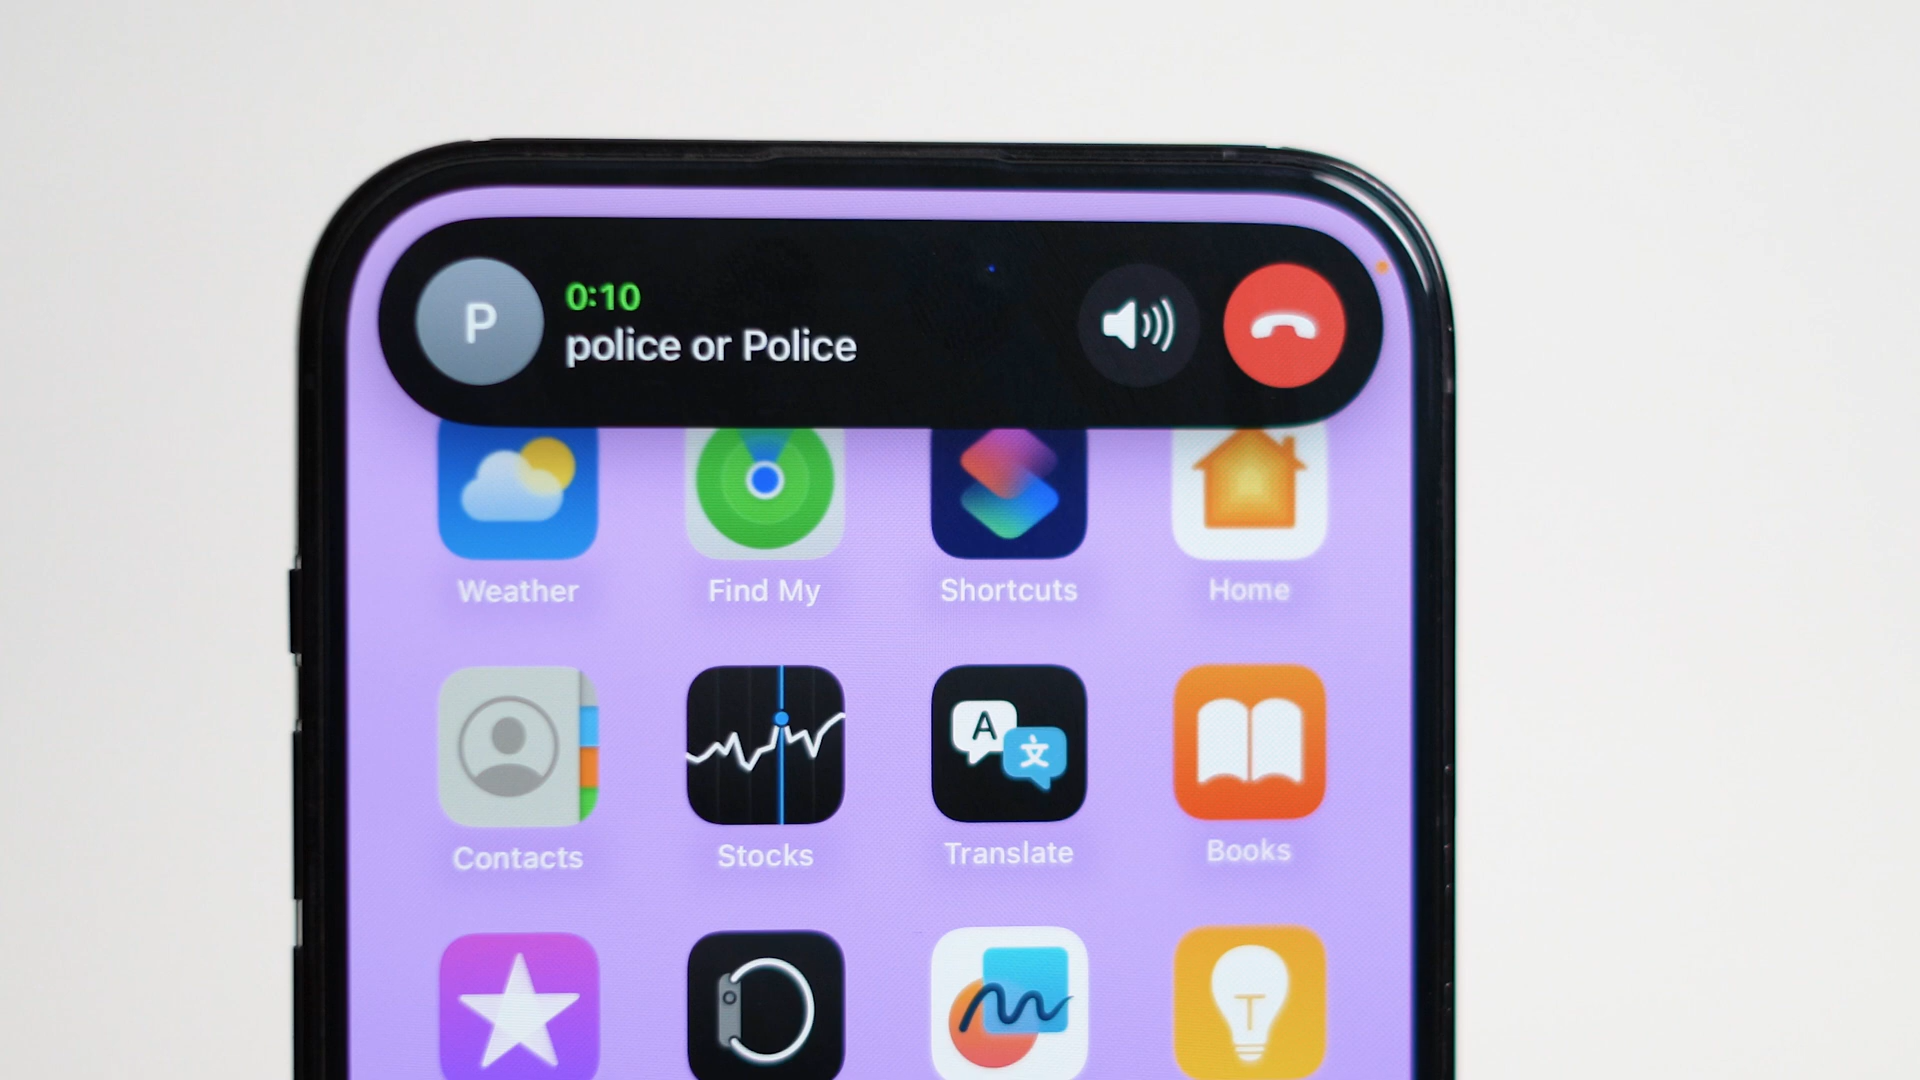 P
0:10
police or Police
Weather
Find My
Shortcuts
Home
Contacts
Stocks
A
文
Translate
Books
T